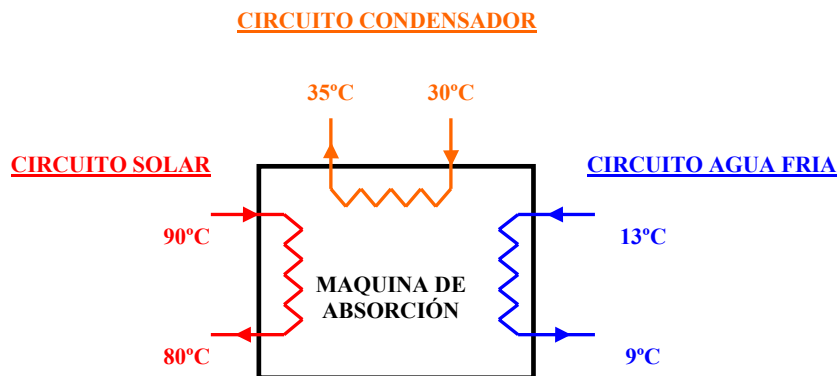 CIRCUITO CONDENSADOR
35ºC 30ºC
CIRCUITO SOLAR
CIRCUITO AGUA FRIA
90ºC
13ºC
MAQUINA DE
ABSORCIÓN
80ºC
9ºC